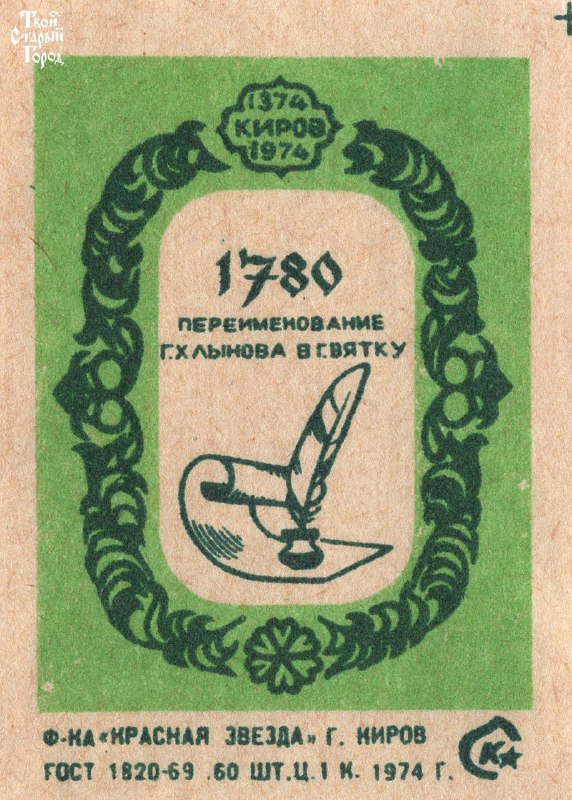 Твой
Старый
Город
1374
КИРОВ
1974
1780
ПЕРЕИМЕНОВАНИЕ
Г.ХЛЫНОВА В Г.ВЯТКУ
Ф-КА «КРАСНАЯ ЗВЕЗДА» Г. КИРОВ
ГОСТ 1820-69 .60 ШТ.Ц.1 К. 1974 Г.
К